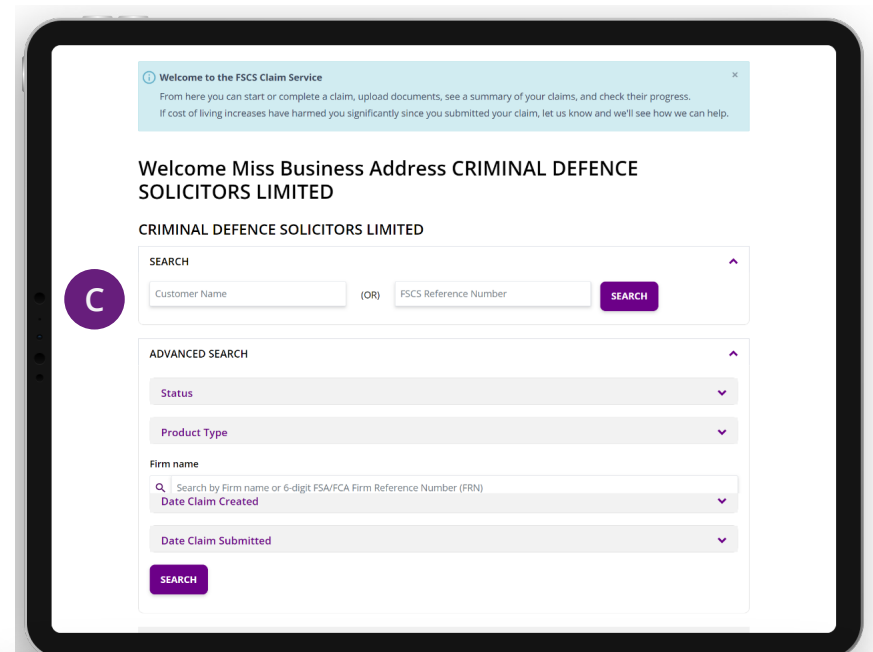 Welcome to the FSCS Claim Service
×
From here you can start or complete a claim, upload documents, see a summary of your claims, and check their progress.
If cost of living increases have harmed you significantly since you submitted your claim, let us know and we'll see how we can help.
Welcome Miss Business Address CRIMINAL DEFENCE
SOLICITORS LIMITED
CRIMINAL DEFENCE SOLICITORS LIMITED
SEARCH
C
Customer Name (OR) FSCS Reference Number SEARCH
ADVANCED SEARCH
Status
Product Type
Firm name
Search by Firm name or 6-digit FSA/FCA Firm Reference Number (FRN)
Date Claim Created
Date Claim Submitted
SEARCH